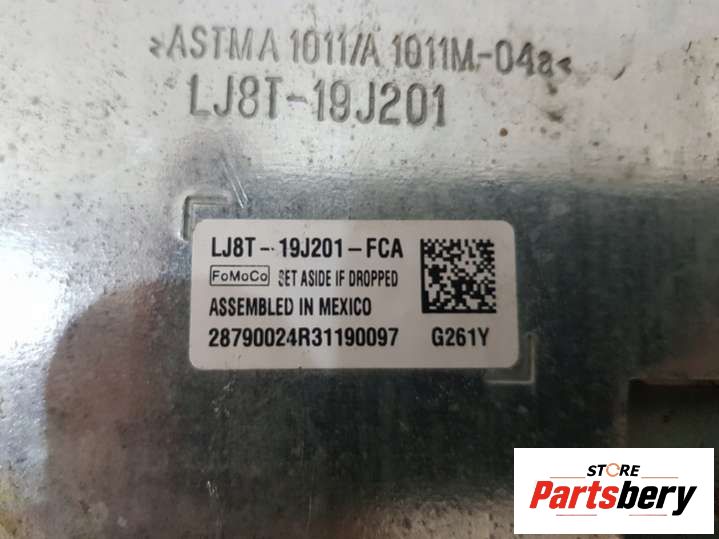 >ASTMA 1011/A 1011M-04a<
LJ8T-19J201
LJ8T-19J201-FCA
FoMoCo SET ASIDE IF DROPPED
ASSEMBLED IN MEXICO
28790024R31190097 G261Y
STORE
Partsbery